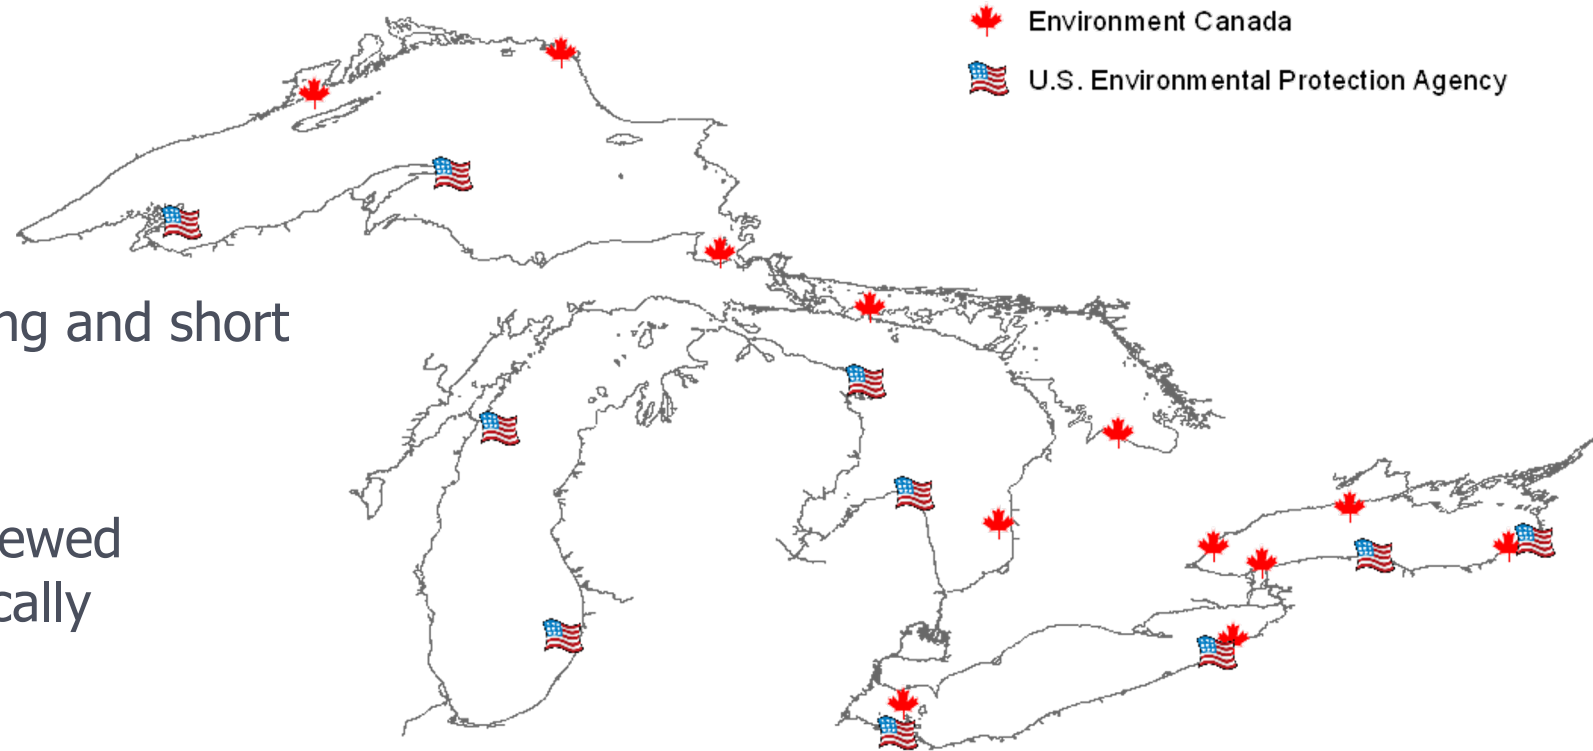 Environment Canada
U.S. Environmental Protection Agency
ng and short
ewed
cally